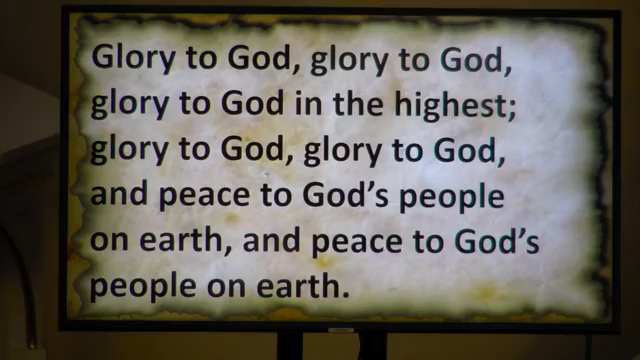 Glory to God, glory to God,
glory to God in the highest;
glory to God, glory to God,
and peace to God's people
on earth, and peace to God's
people on earth.